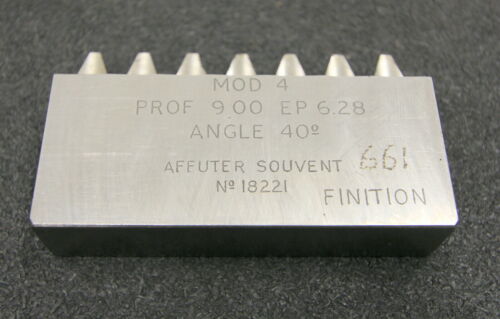 MOD 4
PROF 9,00 EP 6.28
ANGLE 40º
AFFUTER SOUVENT 661
Nº 18221
FINITION